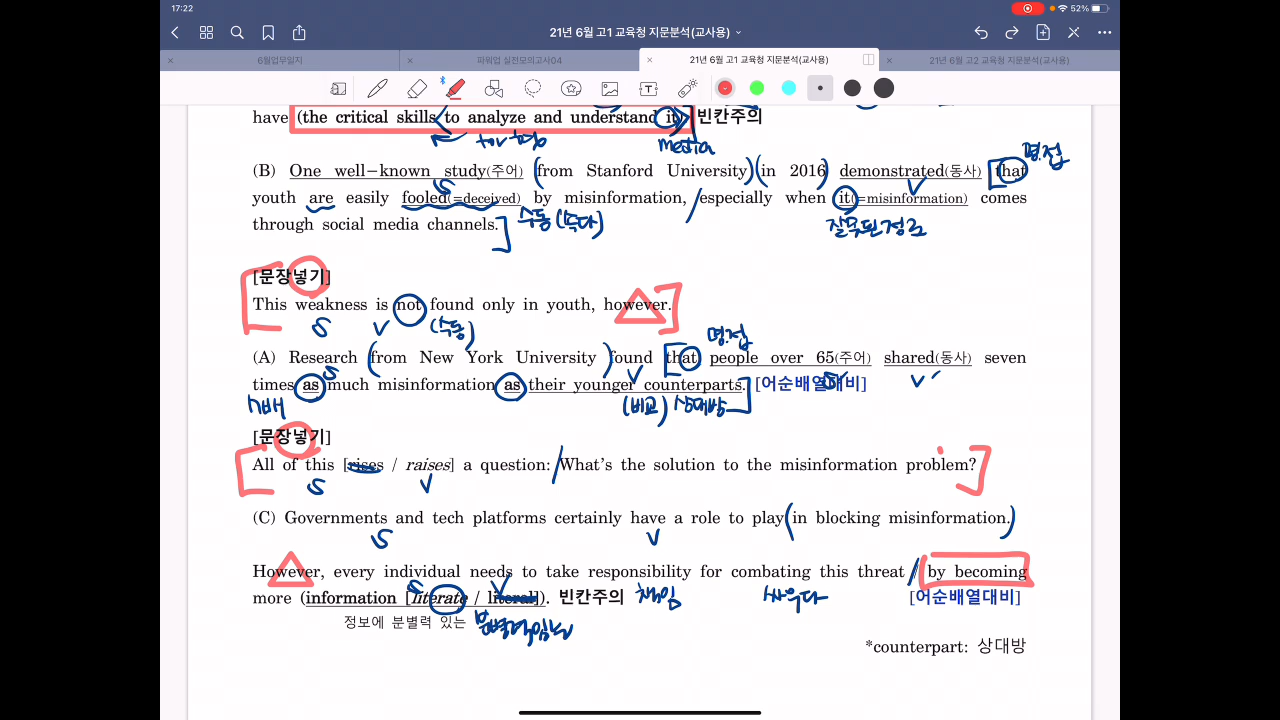 17:22
52%
21년 6월 고1 교육청 지문분석(교사용)
6월업무일지
파워업 실전모의고사04
21년 6월 고1 교육청 지문분석(교사용)
21년 6월 고2 교육청 지문분석(교사용)
have (the critical skills to analyze and understand it) 빈칸주의
media
명.접
(B) One well-known study(주어) (from Stanford University) (in 2016) demonstrated(동사) [that
S V
youth are easily fooled(=deceived) by misinformation, / especially when it(=misinformation) comes
through social media channels.] 수동(속다) 잘못된 정보
[문장넣기]
This weakness is not found only in youth, however.
S V (수동)
명.접
(A) Research (from New York University) found [that people over 65(주어) shared(동사) seven
S V S V
times as much misinformation as their younger counterparts.] [어순배열대비]
7배 (비교) 상대방
[문장넣기]
All of this [rises / raises] a question: / What's the solution to the misinformation problem?
S V
(C) Governments and tech platforms certainly have a role to play (in blocking misinformation.)
S V
However, every individual needs to take responsibility for combating this threat / by becoming
S V
more (information [literate / literal]). 빈칸주의 책임 싸우다 [어순배열대비]
정보에 분별력 있는 분별력있는
*counterpart: 상대방